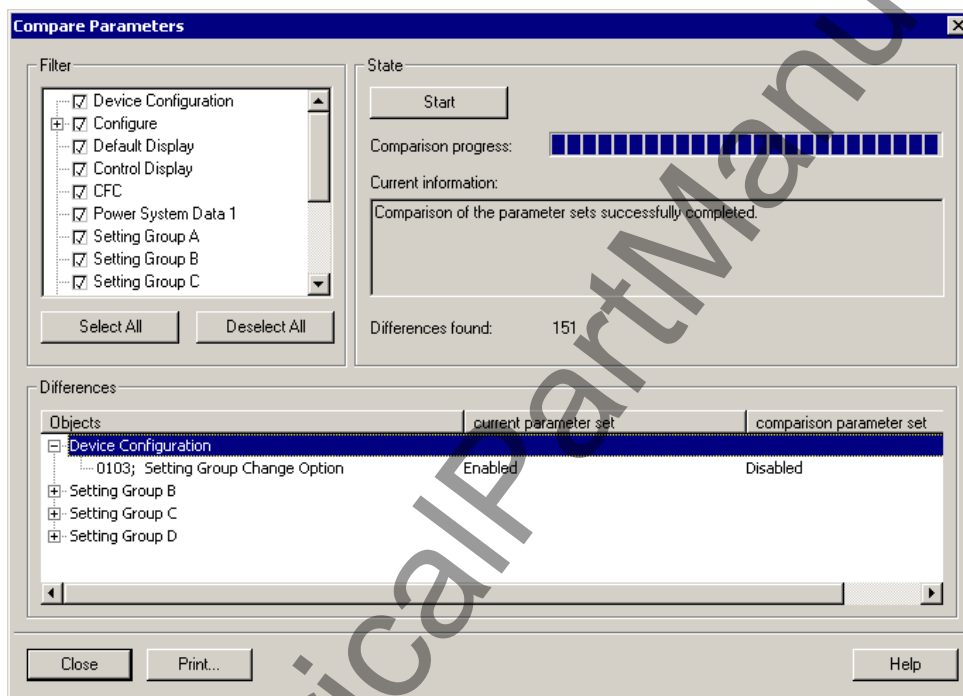 Compare Parameters
Filter
Device Configuration
Configure
Default Display
Control Display
CFC
Power System Data 1
Setting Group A
Setting Group B
Setting Group C
Select All Deselect All
State
Start
Comparison progress:
Current information:
Comparison of the parameter sets successfully completed.
Differences found: 151
Differences
Objects current parameter set comparison parameter set
Device Configuration
0103; Setting Group Change Option Enabled Disabled
Setting Group B
Setting Group C
Setting Group D
Close Print... Help
icalPartManu